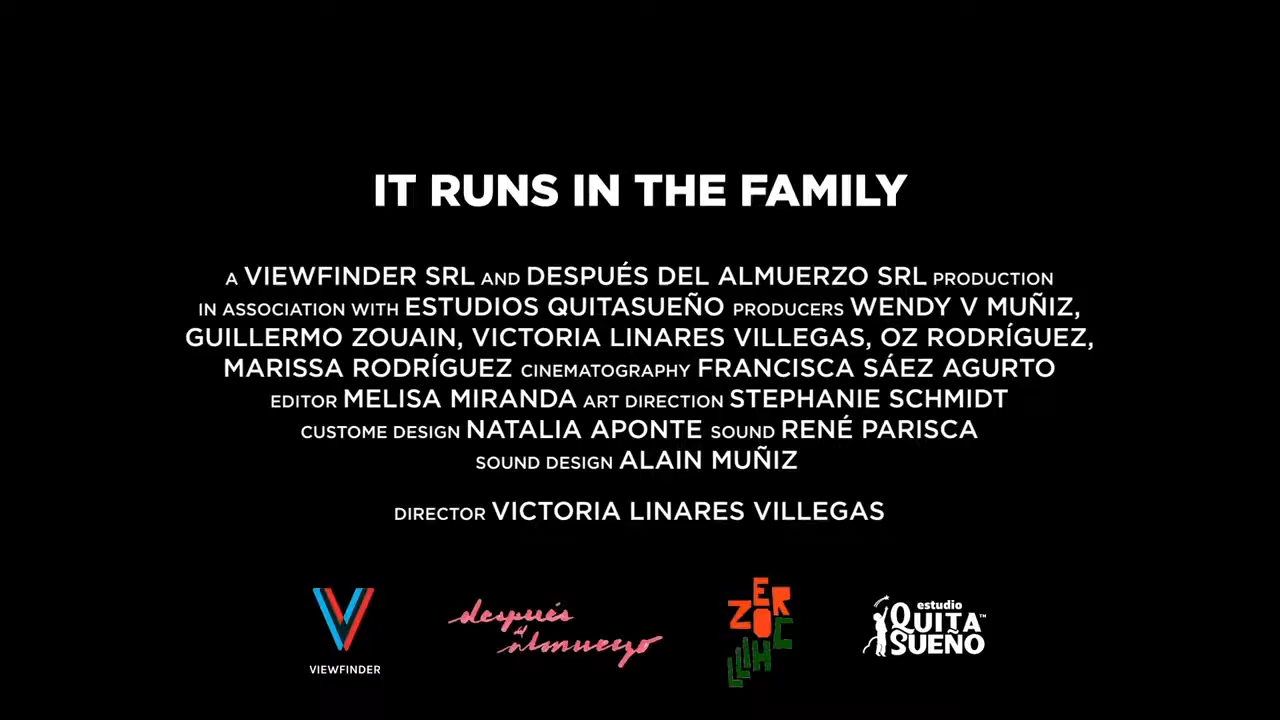 IT RUNS IN THE FAMILY
A VIEWFINDER SRL AND DESPUÉS DEL ALMUERZO SRL PRODUCTION
IN ASSOCIATION WITH ESTUDIOS QUITASUEÑO PRODUCERS WENDY V MUÑIZ,
GUILLERMO ZOUAIN, VICTORIA LINARES VILLEGAS, OZ RODRÍGUEZ,
MARISSA RODRÍGUEZ CINEMATOGRAPHY FRANCISCA SÁEZ AGURTO
EDITOR MELISA MIRANDA ART DIRECTION STEPHANIE SCHMIDT
CUSTOME DESIGN NATALIA APONTE SOUND RENÉ PARISCA
SOUND DESIGN ALAIN MUÑIZ
DIRECTOR VICTORIA LINARES VILLEGAS
VIEWFINDER
después
d almuerzo
ZERO
CHILL
estudio
QUITA™
SUEÑO